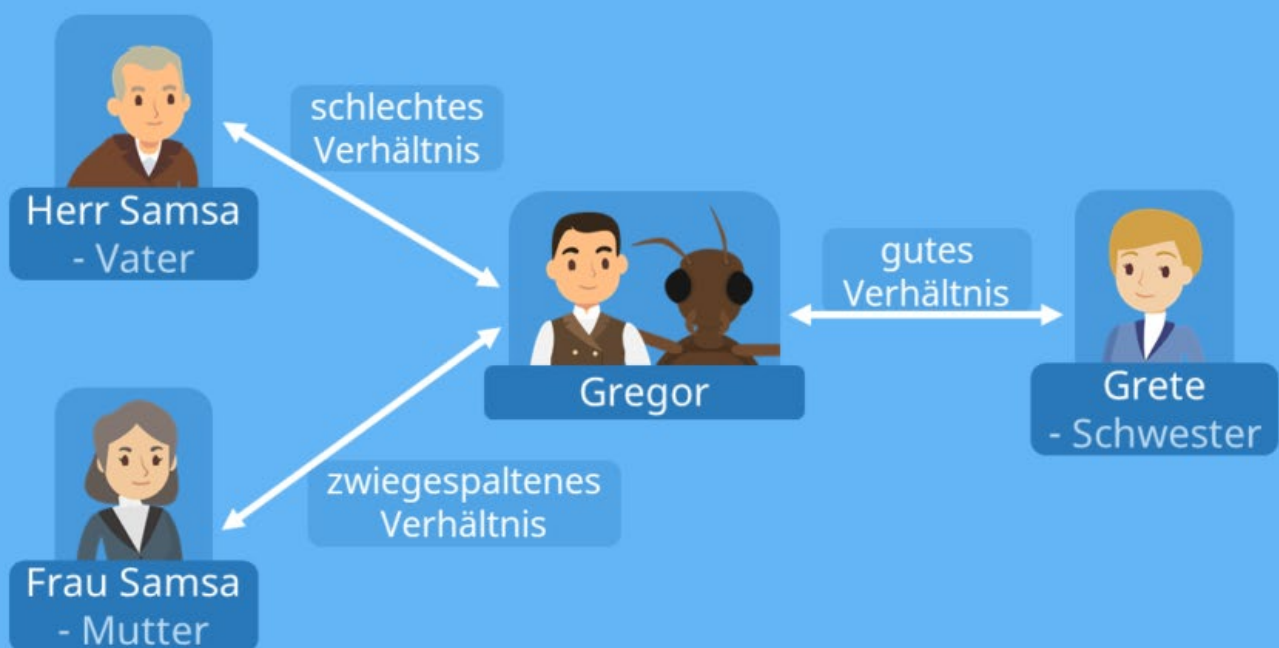 schlechtes
Verhältnis
Herr Samsa
- Vater
gutes
Verhältnis
Gregor
Grete
- Schwester
zwiegespaltenes
Verhältnis
Frau Samsa
- Mutter